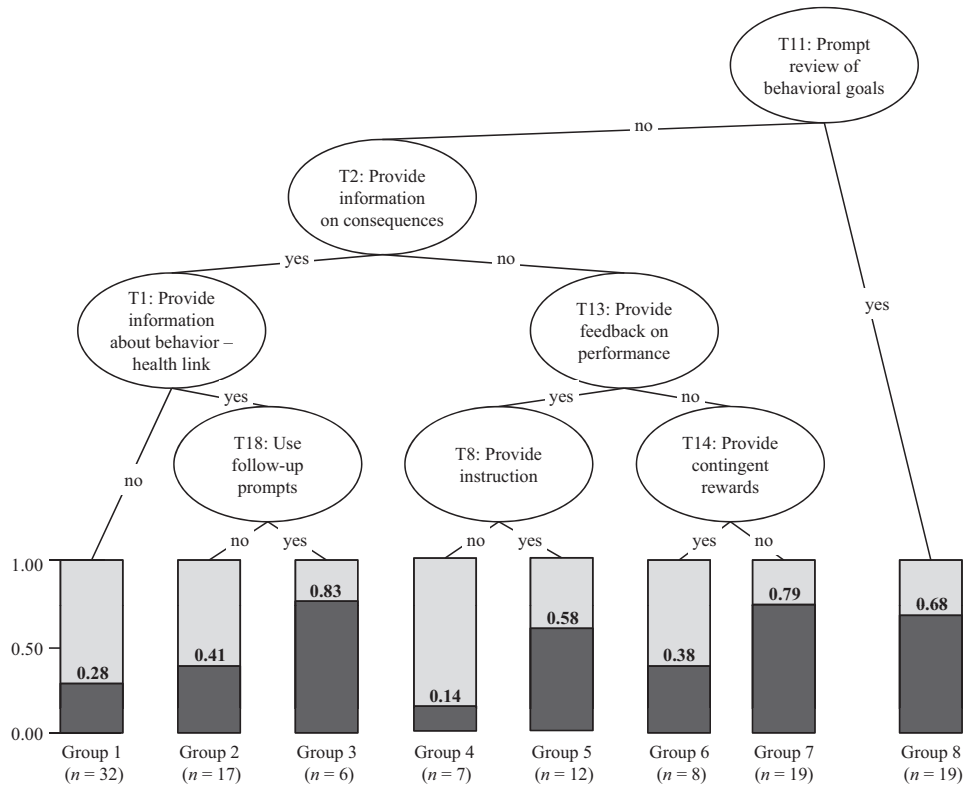 T11: Prompt
review of
behavioral goals
no
T2: Provide
information
on consequences
yes
no
yes
T1: Provide
information
about behavior –
health link
T13: Provide
feedback on
performance
yes
yes
no
no
T18: Use
follow-up
prompts
T8: Provide
instruction
T14: Provide
contingent
rewards
no
yes
no
yes
yes
no
1.00
0.50
0.00
0.28
0.41
0.83
0.14
0.58
0.38
0.79
0.68
Group 1
(n = 32)
Group 2
(n = 17)
Group 3
(n = 6)
Group 4
(n = 7)
Group 5
(n = 12)
Group 6
(n = 8)
Group 7
(n = 19)
Group 8
(n = 19)